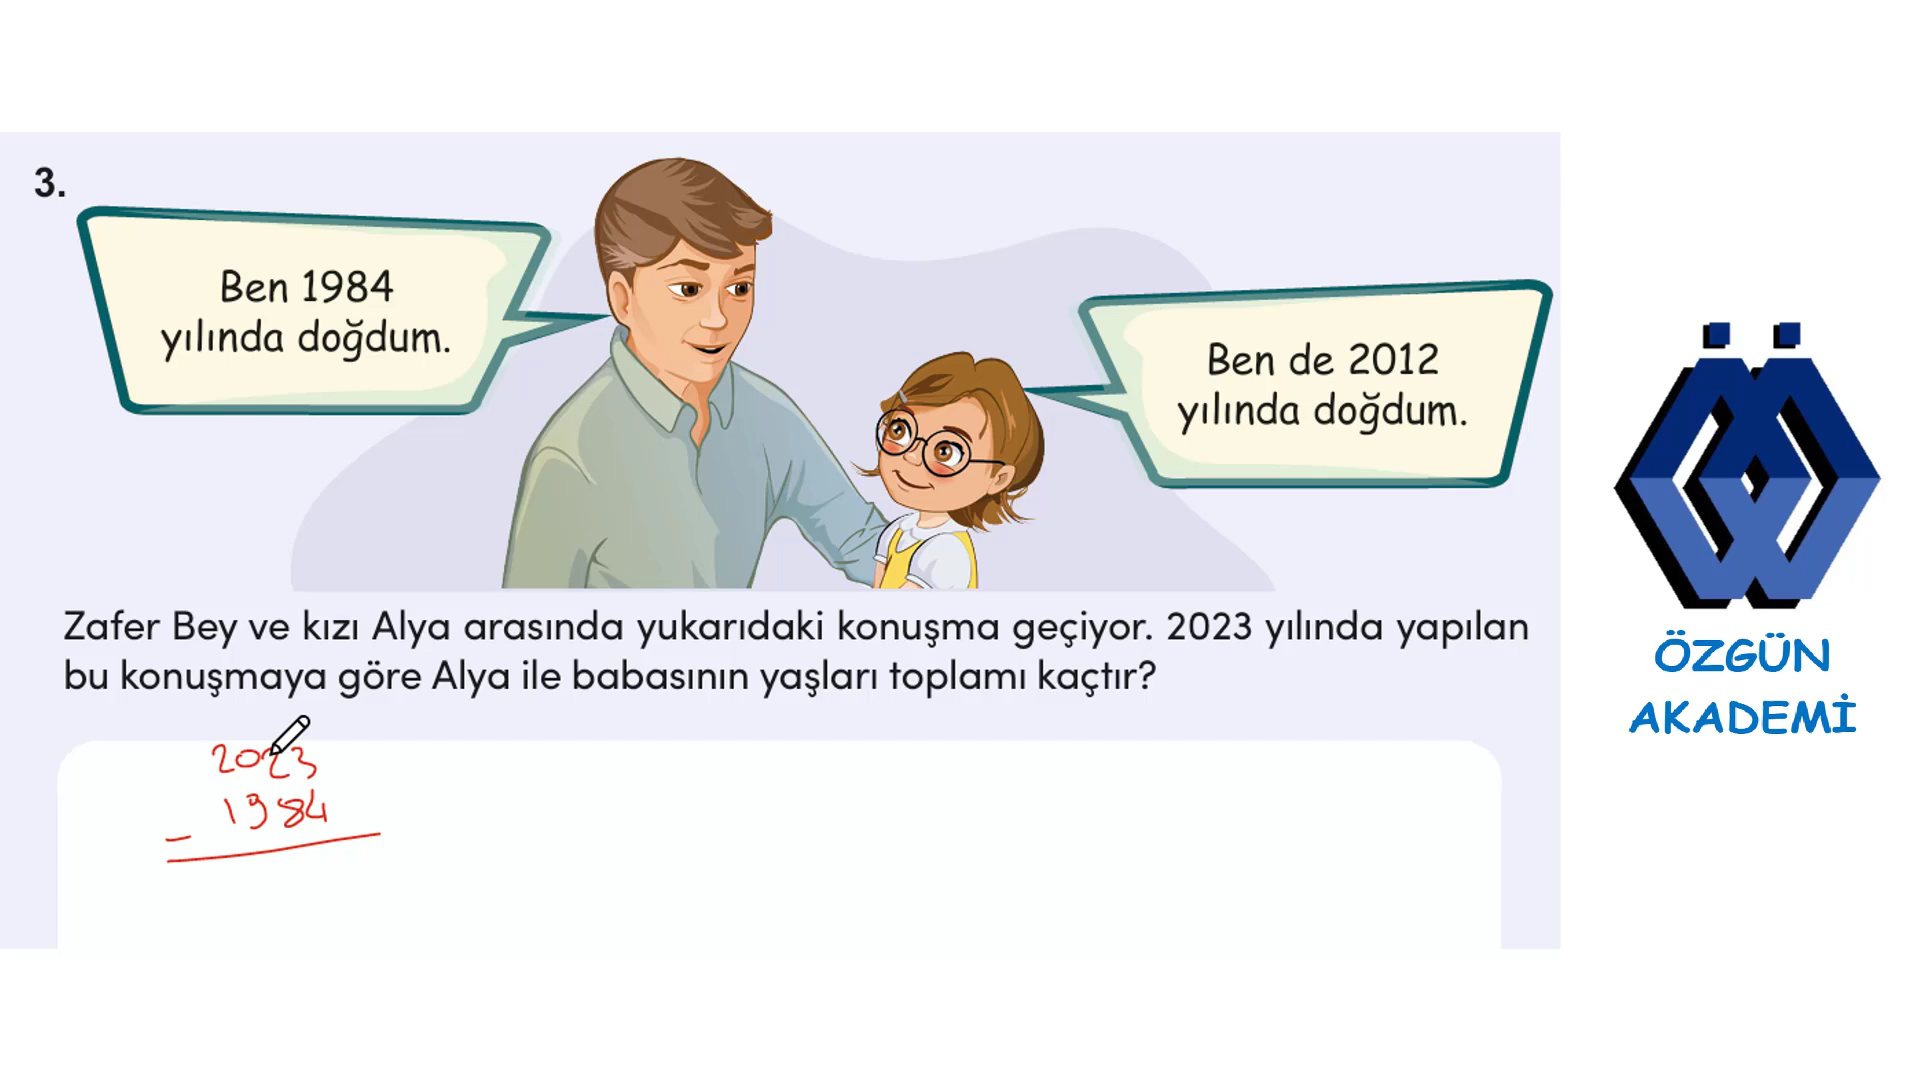 3.
Ben 1984
yılında doğdum.
Ben de 2012
yılında doğdum.
Zafer Bey ve kızı Alya arasında yukarıdaki konuşma geçiyor. 2023 yılında yapılan
bu konuşmaya göre Alya ile babasının yaşları toplamı kaçtır?
2023
1984
-
ÖZGÜN
AKADEMİ